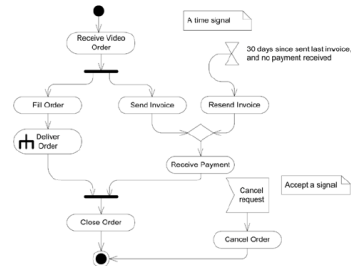 A time signal
Receive Video
Order
30 days since sent last invoice,
and no payment received
Fill Order
Send Invoice
Resend Invoice
Deliver
Order
Receive Payment
Cancel
request
Accept a signal
Close Order
Cancel Order